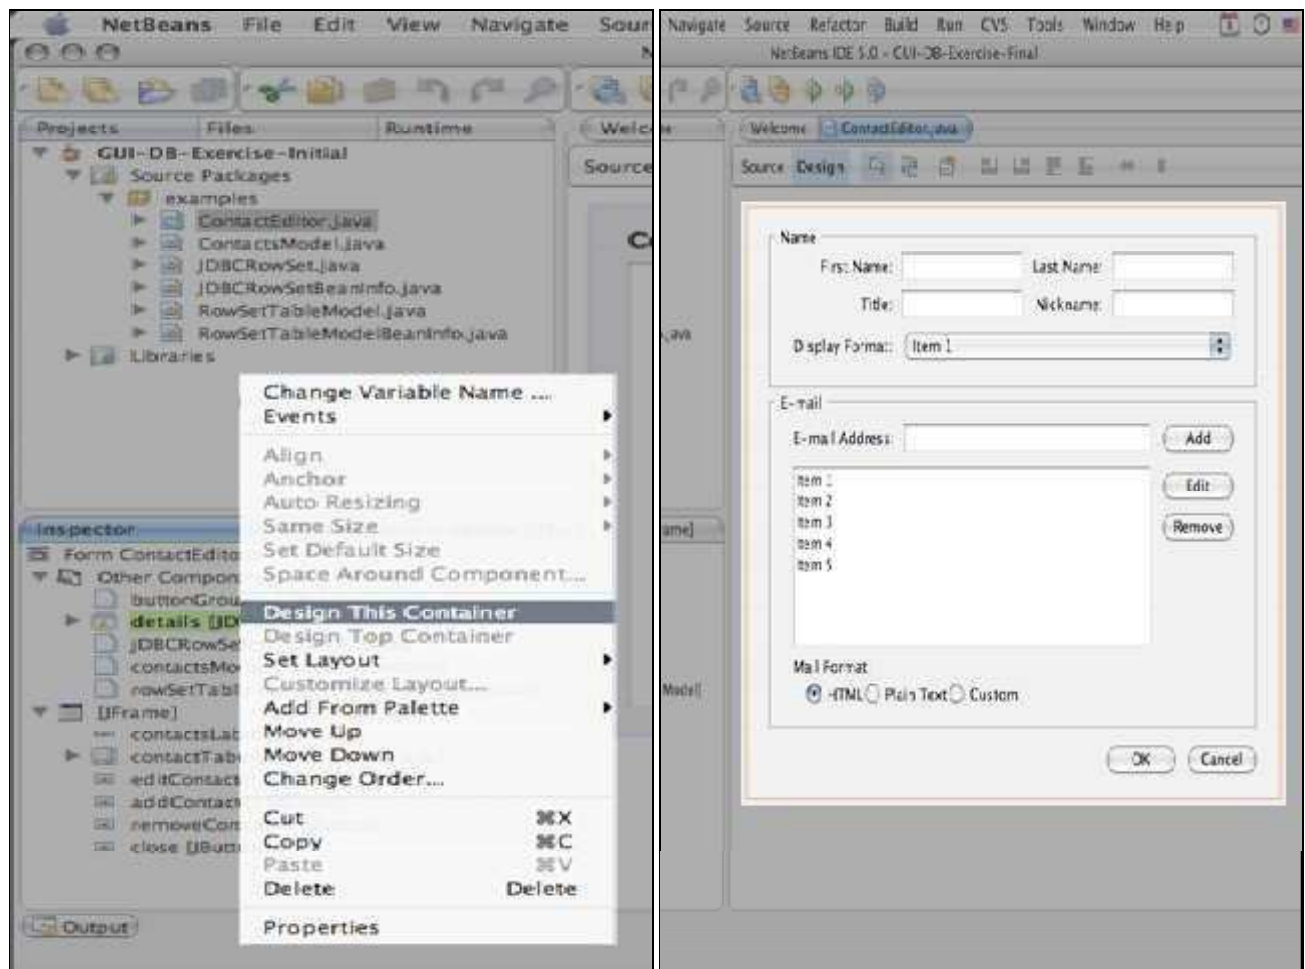 NetBeans File Edit View Navigate Sour
Projects Files Runtime Welc
GUI-DB-Exercise-Initial Source
Source Packages
examples
ContactEditor.java
ContactsModel.java
JDBCRowSet.java
JDBCRowSetBeanInfo.java
RowSetTableModel.java
RowSetTableModelBeanInfo.java
Libraries
Change Variable Name ....
Events
Align
Anchor
Auto Resizing
Same Size
Set Default Size
Space Around Component...
Design This Container
Design Top Container
Set Layout
Customize Layout...
Add From Palette
Move Up
Move Down
Change Order...
Cut ⌘X
Copy ⌘C
Paste ⌘V
Delete Delete
Properties
Inspector
Form ContactEdito
Other Compon
buttonGrou
details [JD
jDBCRowSe
contactsMo
rowSetTabl
[JFrame]
contactsLab
contactTab
editContact
addContact
removeCon
close [JButt
Output
Navigate Source Refactor Build Run CVS Tools Window Help
NetBeans IDE 5.0 - GUI-DB-Exercise-Final
Welcome ContactEditor.java
Source Design
Name
First Name: Last Name:
Title: Nickname:
Display Format: Item 1
E-mail
E-mail Address: Add
Item 1
Item 2
Item 3
Item 4
Item 5
Edit
Remove
Mail Format
HTML Plain Text Custom
OK Cancel